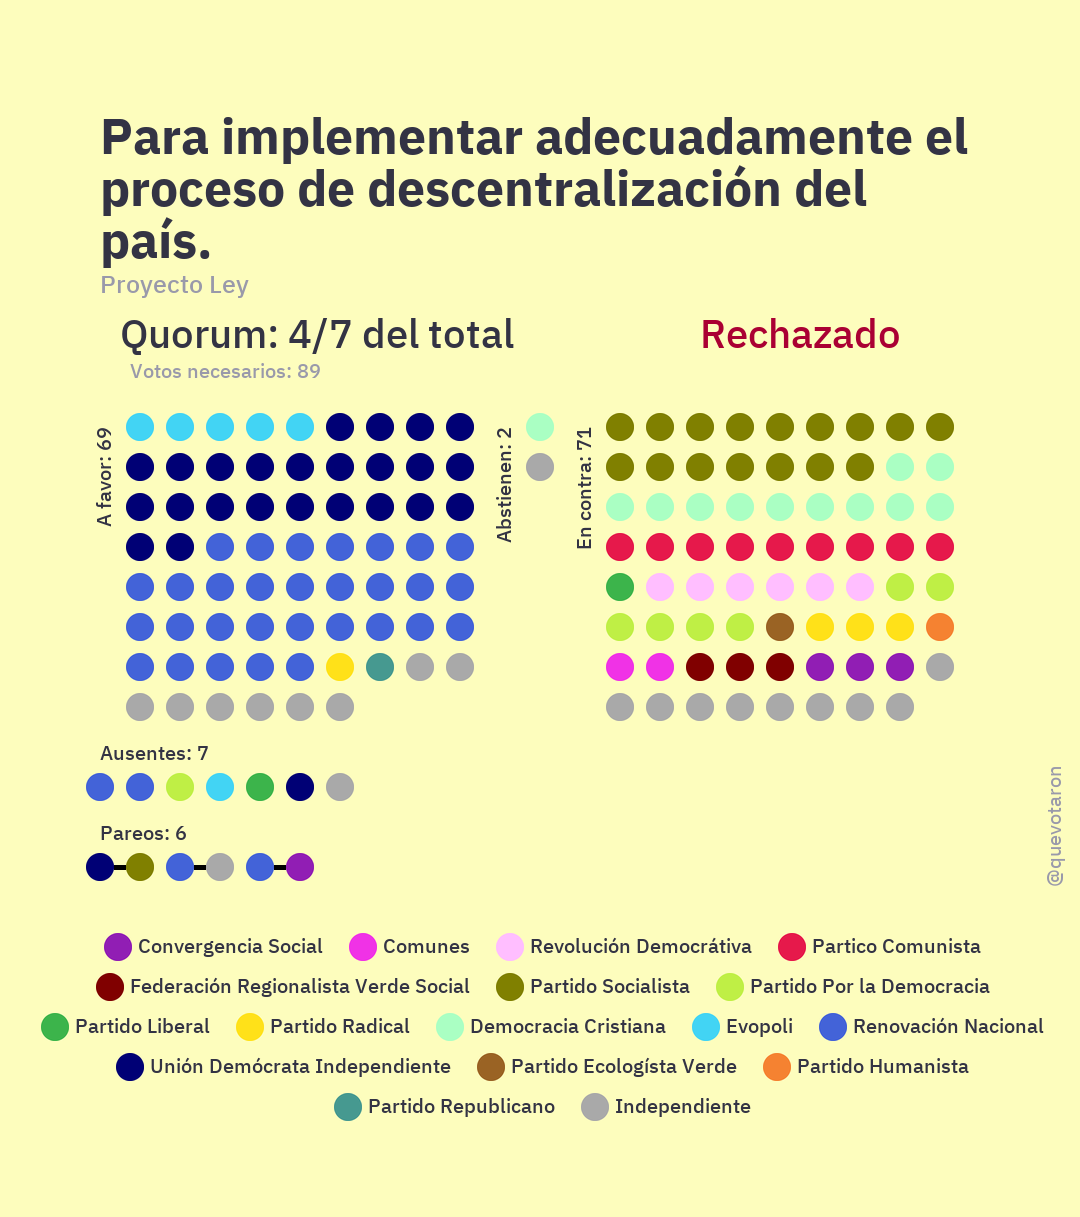 Para implementar adecuadamente el
proceso de descentralización del
país.
Proyecto Ley
Quorum: 4/7 del total
Rechazado
Votos necesarios: 89
A favor: 69
Abstienen: 2
En contra: 71
Ausentes: 7
Pareos: 6
@quevotaron
Convergencia Social
Comunes
Revolución Democrátiva
Partico Comunista
Federación Regionalista Verde Social
Partido Socialista
Partido Por la Democracia
Partido Liberal
Partido Radical
Democracia Cristiana
Evopoli
Renovación Nacional
Unión Demócrata Independiente
Partido Ecologísta Verde
Partido Humanista
Partido Republicano
Independiente